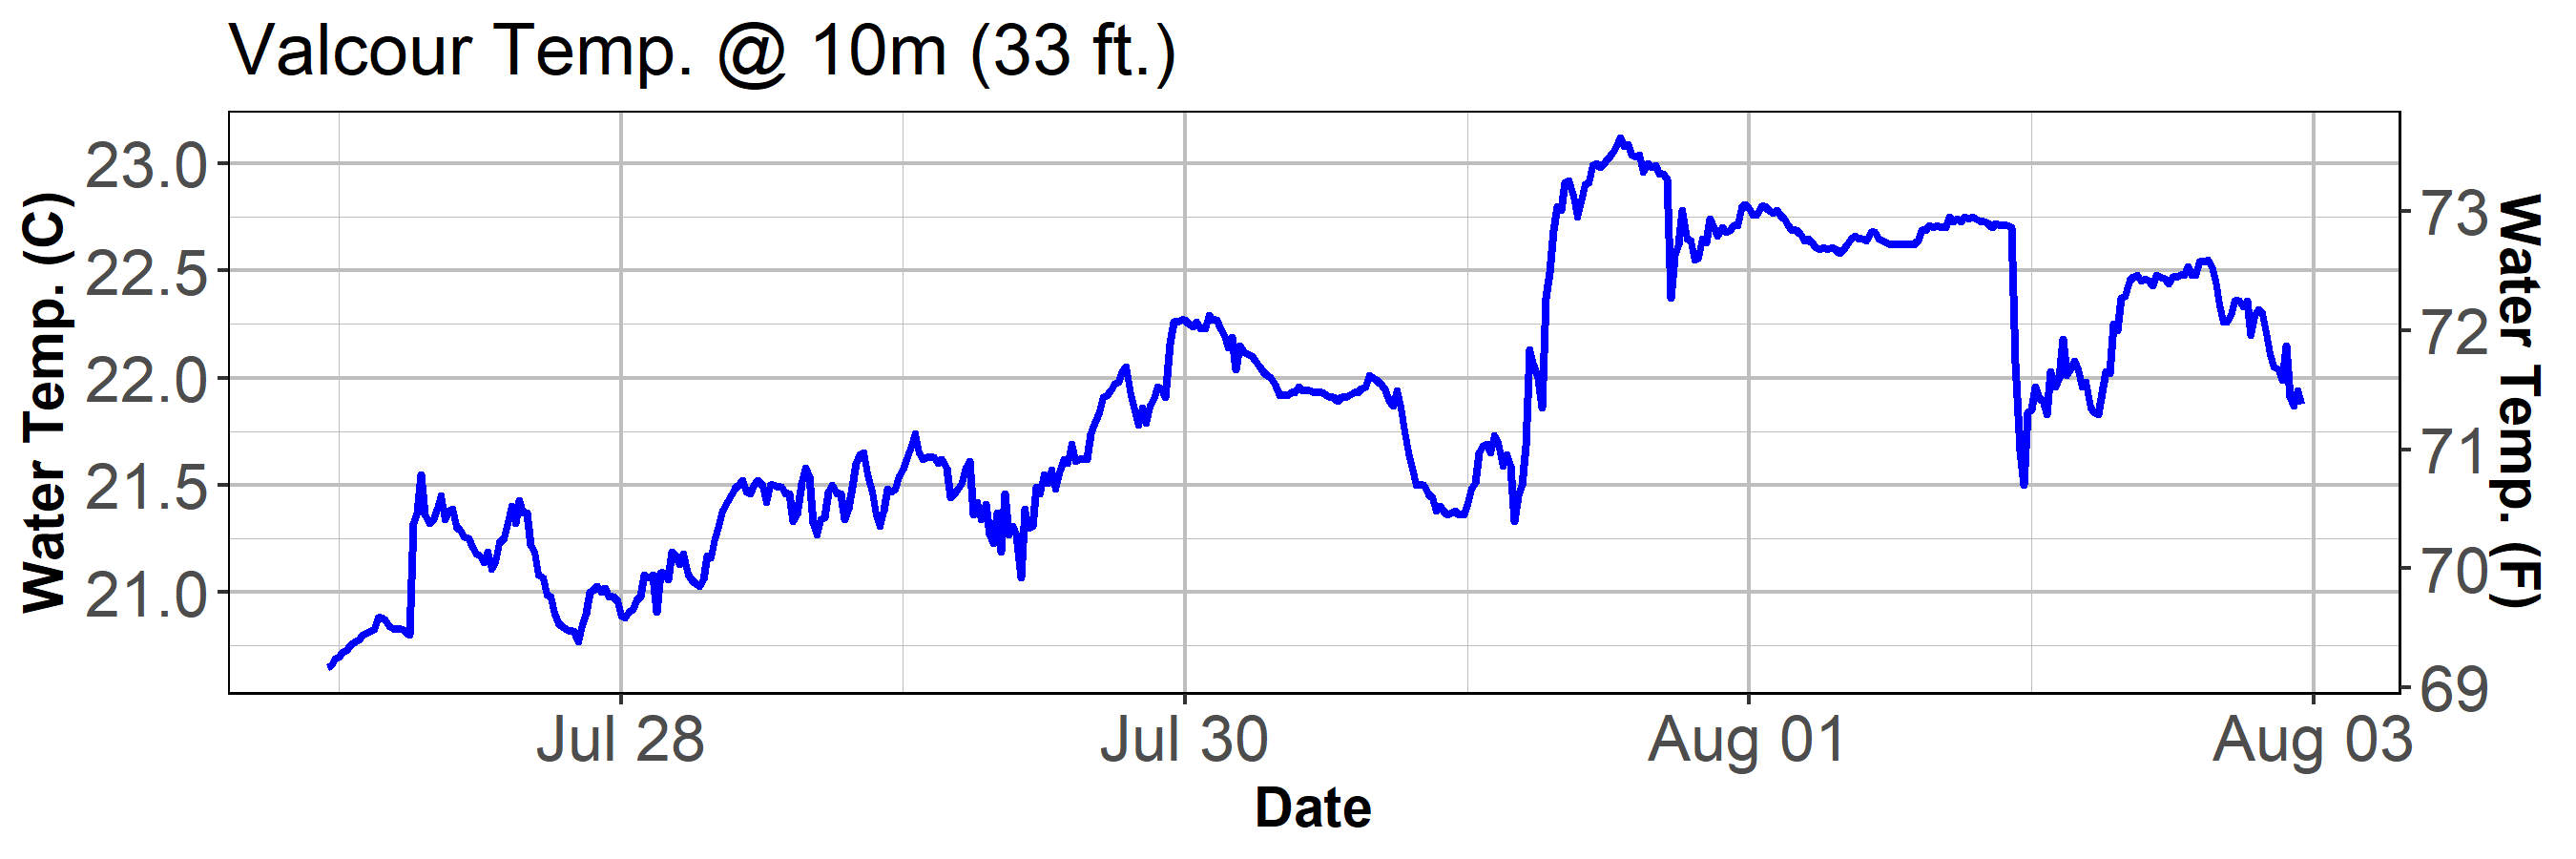 Valcour Temp. @ 10m (33 ft.)
Water Temp. (C)
23.0
22.5
22.0
21.5
21.0
73
72
71
70
69
Water Temp. (F)
Jul 28
Jul 30
Aug 01
Aug 03
Date